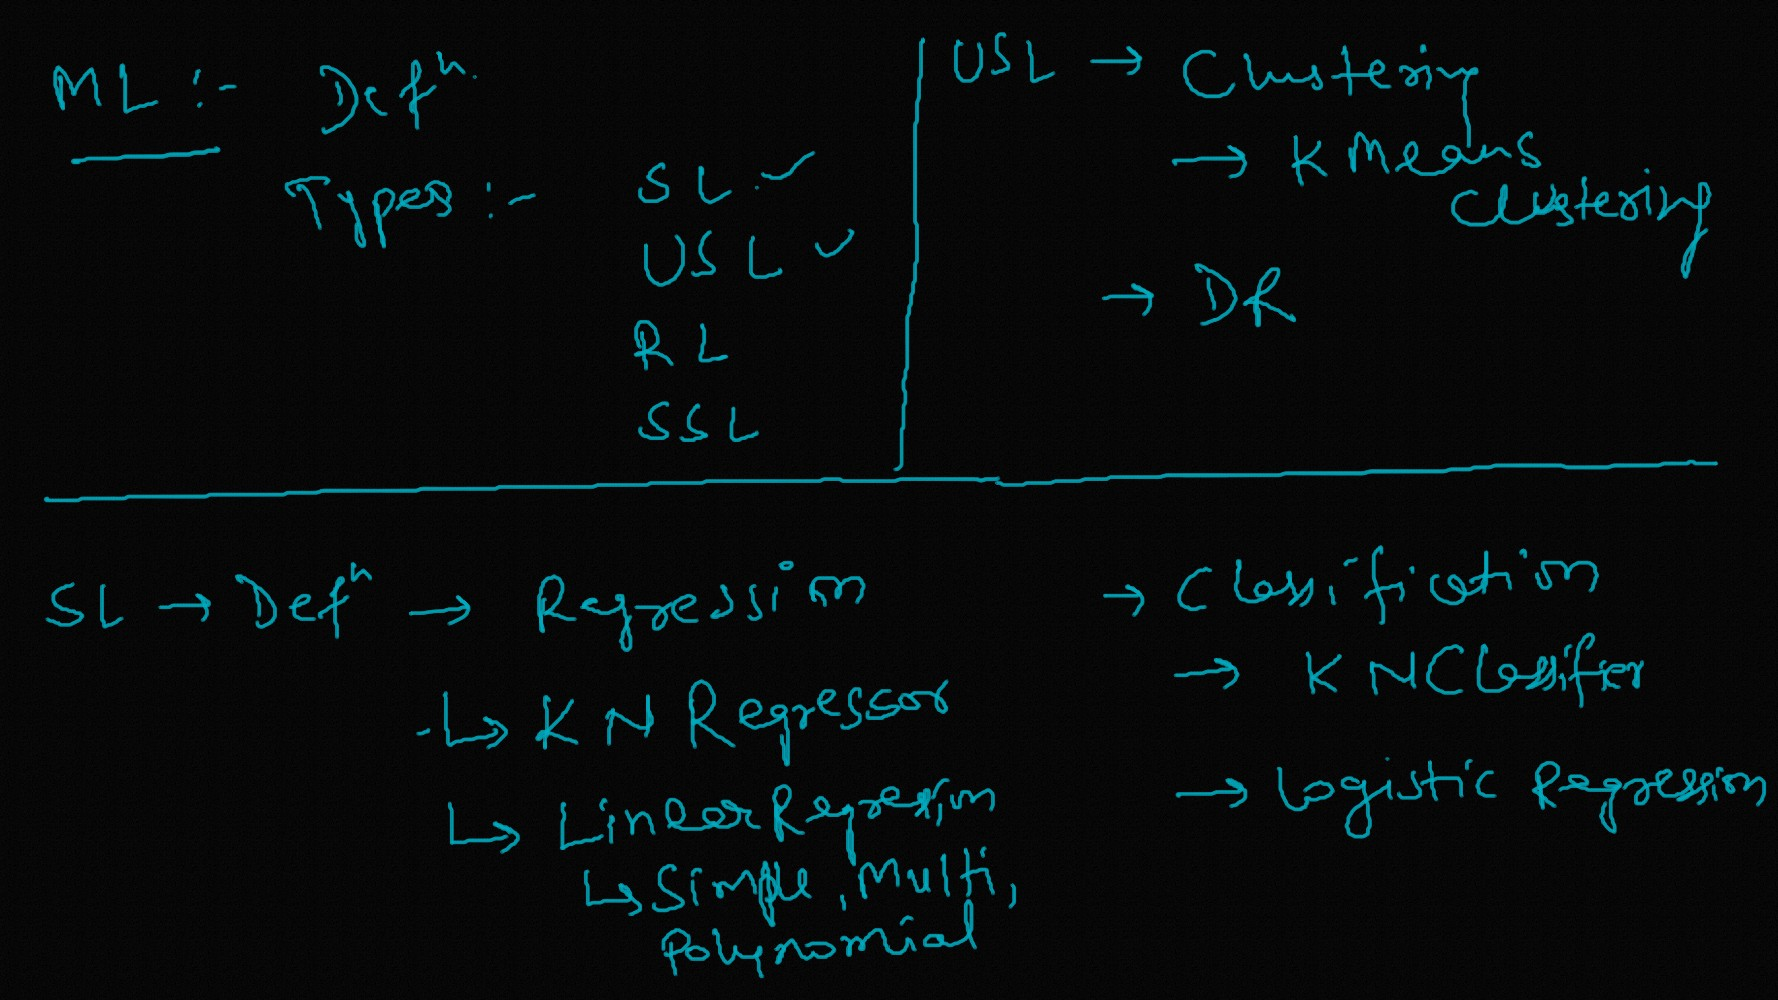 ML :- Defⁿ.
Types :- SL ✓
USL ✓
RL
SSL
USL → Clustering
→ K Means
Clustering
→ DR
SL → Defⁿ → Regression
↳ KN Regressor
↳ Linear Regression
↳ Simple, Multi,
Polynomial
→ Classification
→ KNClassifier
→ Logistic Regression